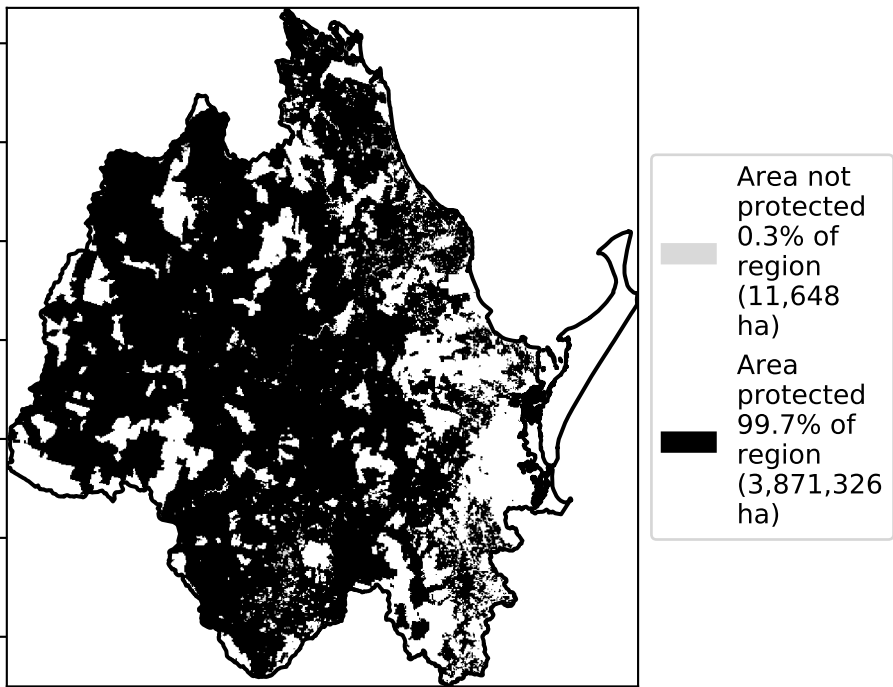 Area not
protected
0.3% of
region
(11,648
ha)
Area
protected
99.7% of
region
(3,871,326
ha)